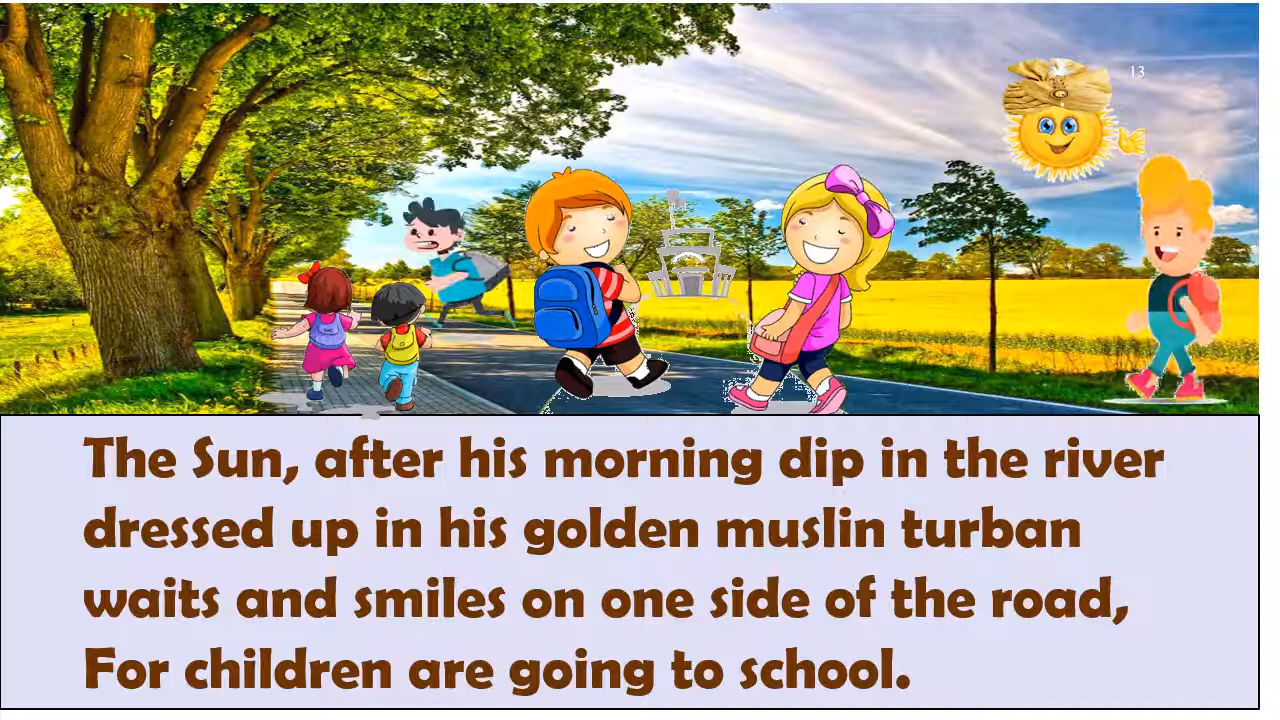 13
The Sun, after his morning dip in the river
dressed up in his golden muslin turban
waits and smiles on one side of the road,
For children are going to school.